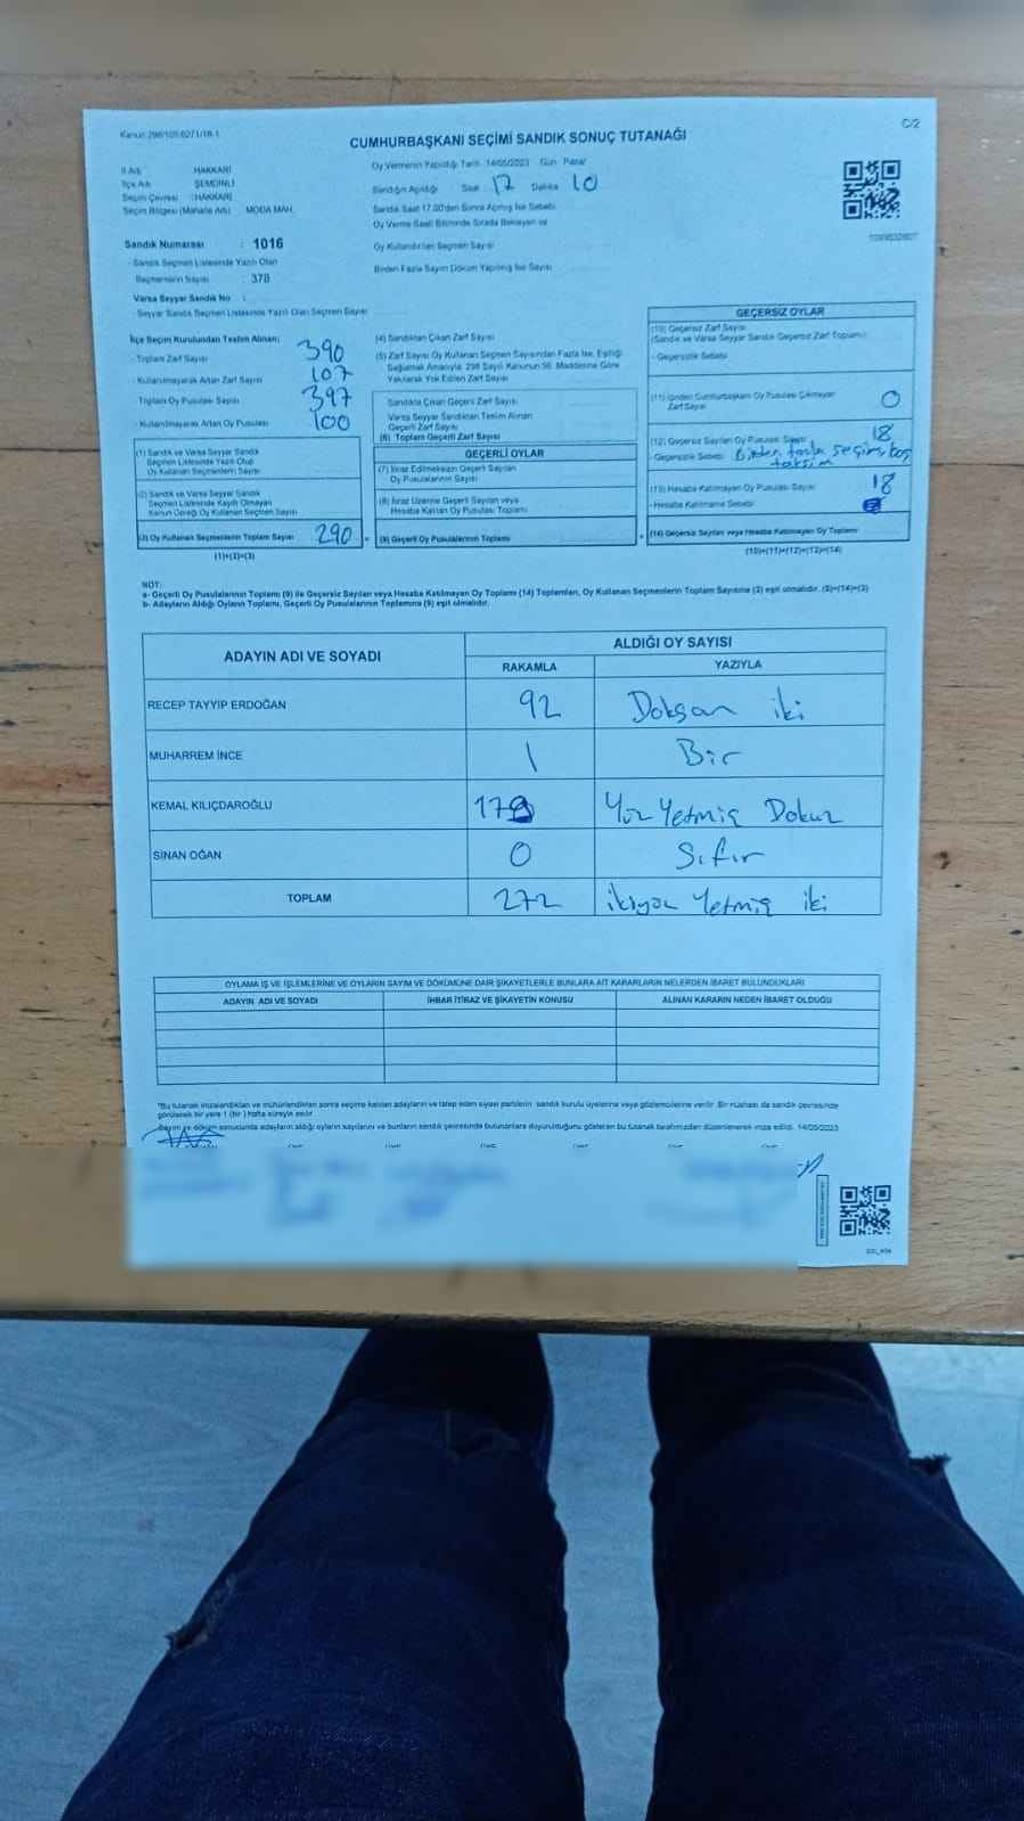 C/2
CUMHURBAŞKANI SEÇİMİ SANDIK SONUÇ TUTANAĞI
İl Adı : HAKKARİ
İlçe Adı : ŞEMDİNLİ
Seçim Çevresi : HAKKARİ
Seçim Bölgesi (Mahalle Adı) : MODA MAH.
Oy Vermenin Yapıldığı Tarih 14/05/2023 Gün Pazar
Sandığın Açıldığı Saat 17 Dakika 10
Sandık Saat 17.00'den Sonra Açılmış İse Sebebi
Oy Verme Saati Bitiminde Sırada Bekleyen ve
Oy Kullandırılan Seçmen Sayısı
Birden Fazla Sayım Döküm Yapılmış İse Sayısı
Sandık Numarası : 1016
Sandık Seçmen Listesinde Yazılı Olan
Seçmenlerin Sayısı : 378
Varsa Seyyar Sandık No :
Seyyar Sandık Seçmen Listesinde Yazılı Olan Seçmen Sayısı
İlçe Seçim Kurulundan Teslim Alınan;
- Toplam Zarf Sayısı 390
- Kullanılmayarak Artan Zarf Sayısı 107
Toplam Oy Pusulası Sayısı 397
- Kullanılmayarak Artan Oy Pusulası 100
(1) Sandık ve Varsa Seyyar Sandık
Seçmen Listesinde Yazılı Olup
Oy Kullanan Seçmenlerin Sayısı
(2) Sandık ve Varsa Seyyar Sandık
Seçmen Listesinde Kaydı Olmayan
Kanun Gereği Oy Kullanan Seçmen Sayısı
(3) Oy Kullanan Seçmenlerin Toplam Sayısı 290
(1)+(2)=(3)
(4) Sandıktan Çıkan Zarf Sayısı
(5) Zarf Sayısı Oy Kullanan Seçmen Sayısından Fazla İse, Eşitliği
Sağlamak Amacıyla 298 Sayılı Kanunun 98. Maddesine Göre
Yakılarak Yok Edilen Zarf Sayısı
Sandıkta Çıkan Geçerli Zarf Sayısı
Varsa Seyyar Sandıktan Teslim Alınan
Geçerli Zarf Sayısı
(6) Toplam Geçerli Zarf Sayısı
GEÇERLİ OYLAR
(7) İtiraz Edilmeksizin Geçerli Sayılan
Oy Pusulalarının Sayısı
(8) İtiraz Üzerine Geçerli Sayılan veya
Hesaba Katılan Oy Pusulası Toplamı
(9) Geçerli Oy Pusulalarının Toplamı
GEÇERSİZ OYLAR
(10) Geçersiz Zarf Sayısı
(Sandık ve Varsa Seyyar Sandık Geçersiz Zarf Toplamı)
- Geçersizlik Sebebi
(11) İçinden Cumhurbaşkanı Oy Pusulası Çıkmayan
Zarf Sayısı 0
(12) Geçersiz Sayılan Oy Pusulası Sayısı 18
- Geçersizlik Sebebi Birden fazla seçim
(13) Hesaba Katılmayan Oy Pusulası Sayısı 18
- Hesaba Katılmama Sebebi
(14) Geçersiz Sayılan veya Hesaba Katılmayan Oy Toplamı
(10)+(11)+(12)+(13)=(14)
NOT:
a- Geçerli Oy Pusulalarının Toplamı (9) ile Geçersiz Sayılan veya Hesaba Katılmayan Oy Toplamı (14) Toplamları, Oy Kullanan Seçmenlerin Toplam Sayısına (3) eşit olmalıdır. (9)+(14)=(3)
b- Adayların Aldığı Oyların Toplamı, Geçerli Oy Pusulalarının Toplamına (9) eşit olmalıdır.
ADAYIN ADI VE SOYADI
ALDIĞI OY SAYISI
RAKAMLA YAZIYLA
RECEP TAYYİP ERDOĞAN 92 Doksan iki
MUHARREM İNCE 1 Bir
KEMAL KILIÇDAROĞLU 179 Yüz Yetmiş Dokuz
SİNAN OĞAN 0 Sıfır
TOPLAM 272 ikiyüz Yetmiş iki
OYLAMA İŞ VE İŞLEMLERİNE VE OYLARIN SAYIM VE DÖKÜMÜNE DAİR ŞİKAYETLERLE BUNLARA AİT KARARLARIN NELERDEN İBARET BULUNDUKLARI
ADAYIN ADI VE SOYADI İHBAR İTİRAZ VE ŞİKAYETİN KONUSU ALINAN KARARIN NEDEN İBARET OLDUĞU
*Bu tutanak imzalandıktan ve mühürlendikten sonra seçime katılan adayların ve talep eden siyasi partilerin sandık kurulu üyelerine veya gözlemcilerine verilir. Bir nüshası da sandık çevresinde
görülecek bir yere 1 (bir) hafta süreyle asılır.
Sayım ve döküm sonucunda adayların aldığı oyların sayılarını ve bunların sandık çevresinde bulunanlara duyurulduğunu gösteren bu tutanak tarafımızdan düzenlenerek imza edildi. 14/05/2023